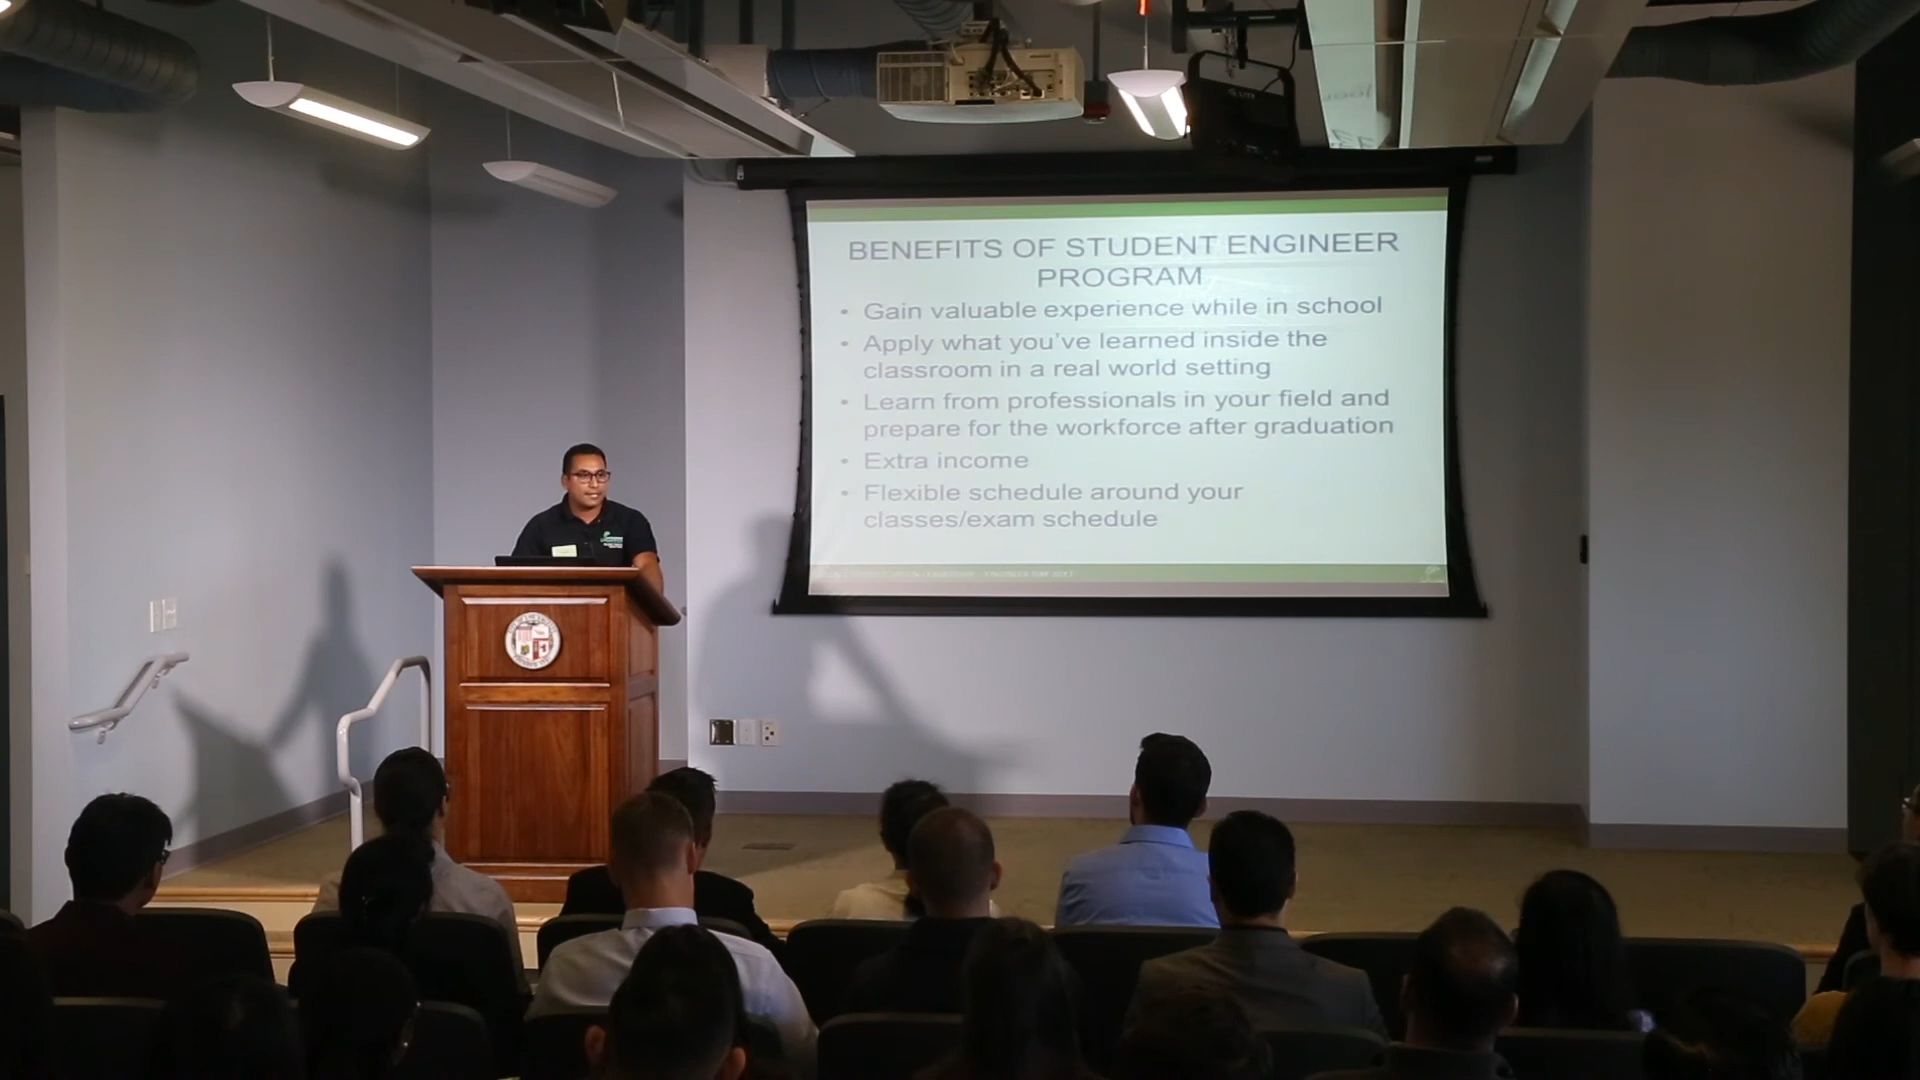 BENEFITS OF STUDENT ENGINEER
PROGRAM
• Gain valuable experience while in school
• Apply what you've learned inside the
classroom in a real world setting
• Learn from professionals in your field and
prepare for the workforce after graduation
• Extra income
• Flexible schedule around your
classes/exam schedule